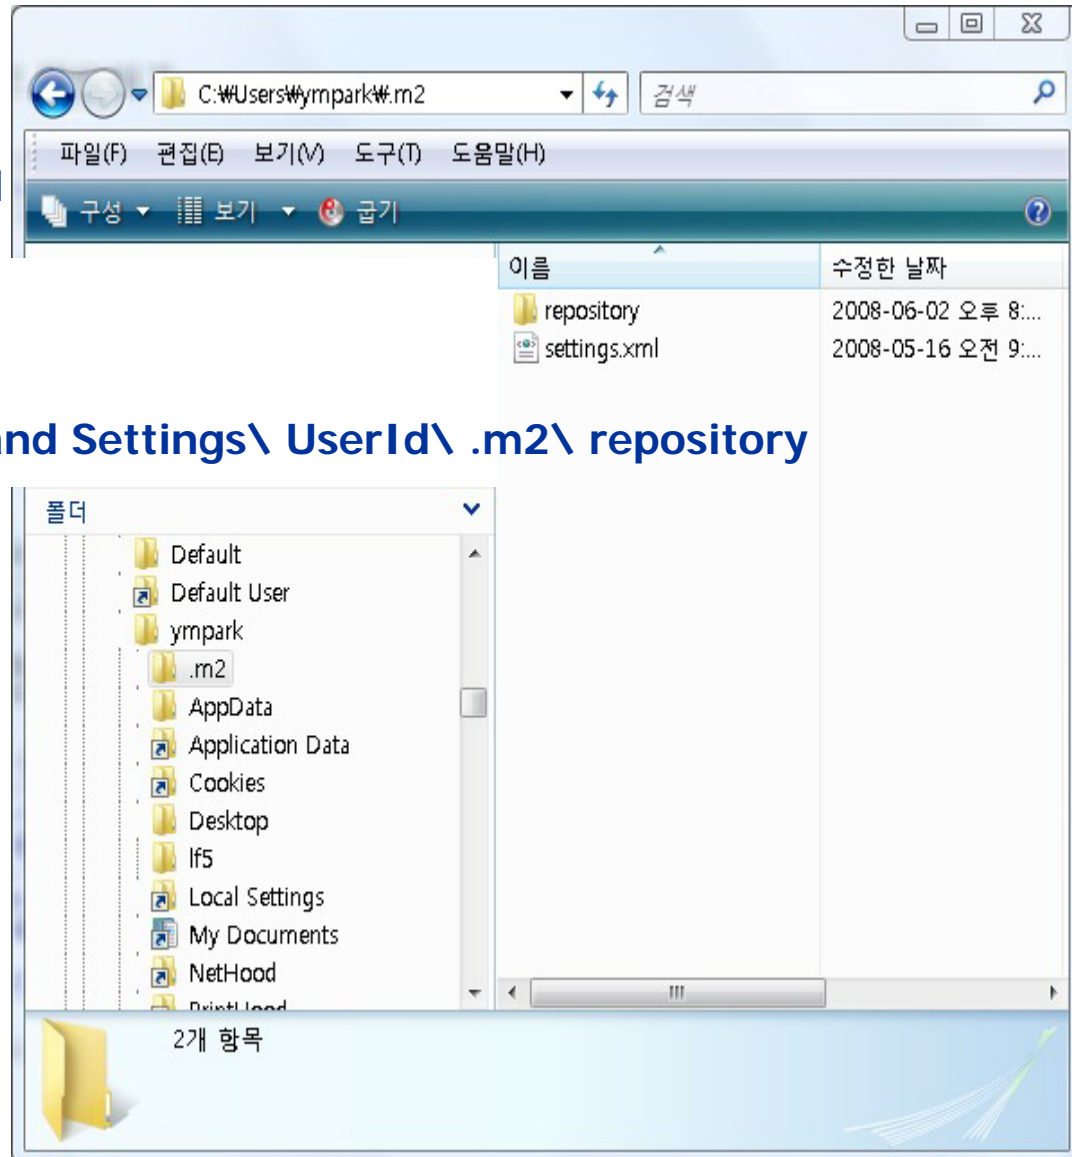 C:₩Users₩ympark₩.m2 검색
파일(F) 편집(E) 보기(V) 도구(T) 도움말(H)
구성 보기 굽기
이름 수정한 날짜
repository 2008-06-02 오후 8:...
settings.xml 2008-05-16 오전 9:...
and Settings\ UserId\ .m2\ repository
폴더
Default
Default User
ympark
.m2
AppData
Application Data
Cookies
Desktop
lf5
Local Settings
My Documents
NetHood
PrintHood
2개 항목